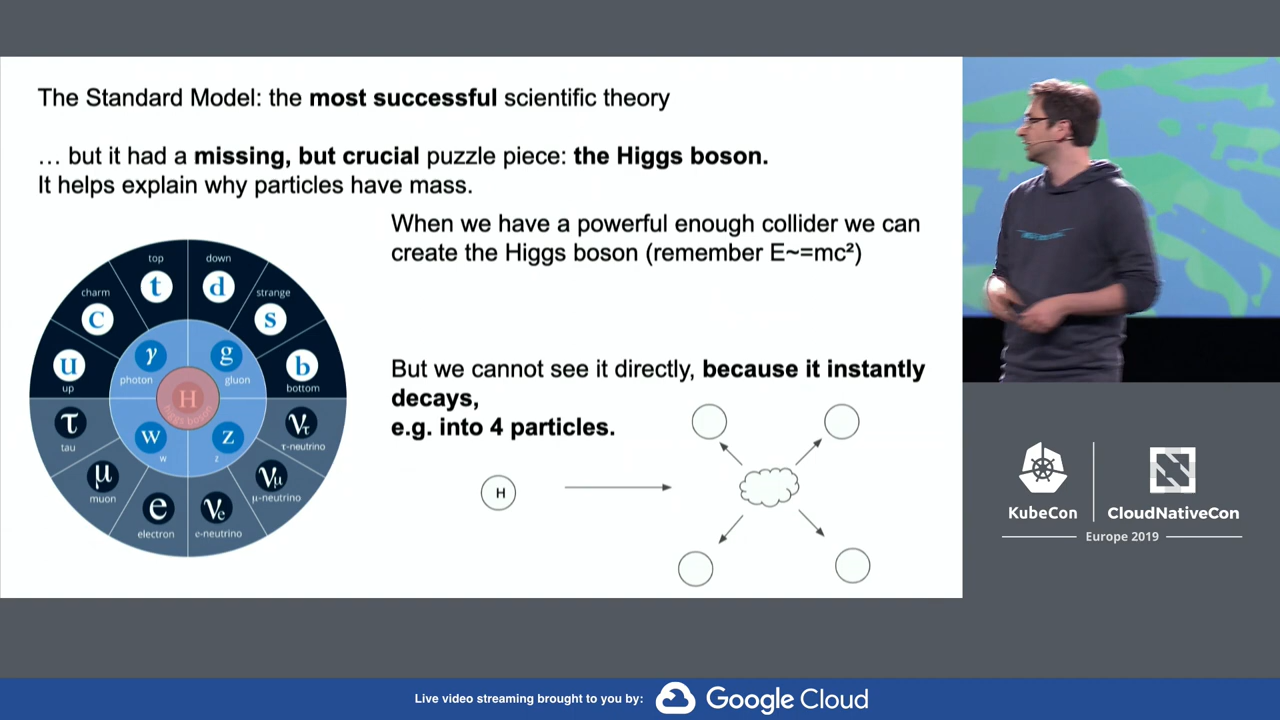 The Standard Model: the most successful scientific theory
… but it had a missing, but crucial puzzle piece: the Higgs boson.
It helps explain why particles have mass.
When we have a powerful enough collider we can
create the Higgs boson (remember E~=mc²)
top
down
t
d
charm
strange
c
s
γ
g
u
b
photon
gluon
up
bottom
H
higgs boson
τ
W
Z
ντ
tau
w
z
τ-neutrino
μ
νμ
muon
μ-neutrino
e
νe
electron
e-neutrino
But we cannot see it directly, because it instantly
decays,
e.g. into 4 particles.
H
KubeCon
CloudNativeCon
Europe 2019
Live video streaming brought to you by:
Google Cloud